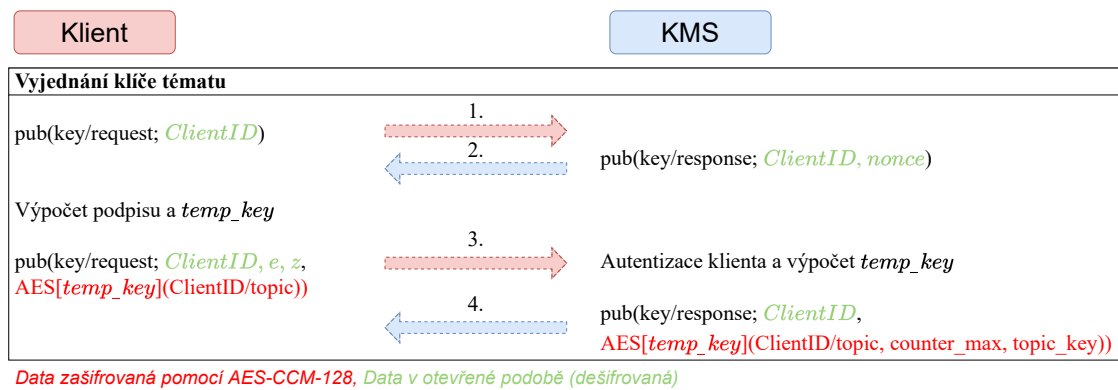 Klient
KMS
Vyjednání klíče tématu
1.
pub(key/request; ClientID)
2.
pub(key/response; ClientID, nonce)
Výpočet podpisu a temp_key
3.
pub(key/request; ClientID, e, z,
AES[temp_key](ClientID/topic))
Autentizace klienta a výpočet temp_key
4.
pub(key/response; ClientID,
AES[temp_key](ClientID/topic, counter_max, topic_key))
Data zašifrovaná pomocí AES-CCM-128, Data v otevřené podobě (dešifrovaná)